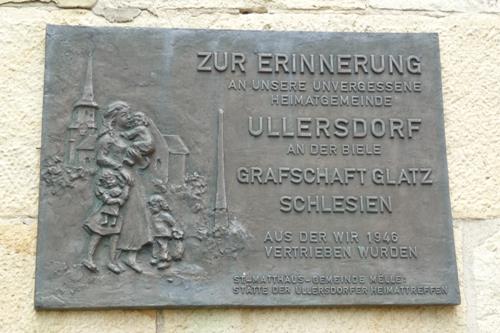 ZUR ERINNERUNG
AN UNSERE UNVERGESSENE
HEIMATGEMEINDE
ULLERSDORF
AN DER BIELE
GRAFSCHAFT GLATZ
SCHLESIEN
AUS DER WIR 1946
VERTRIEBEN WURDEN
ST.-MATTHÄUS-GEMEINDE MELLE:
STÄTTE DER ULLERSDORFER HEIMATTREFFEN